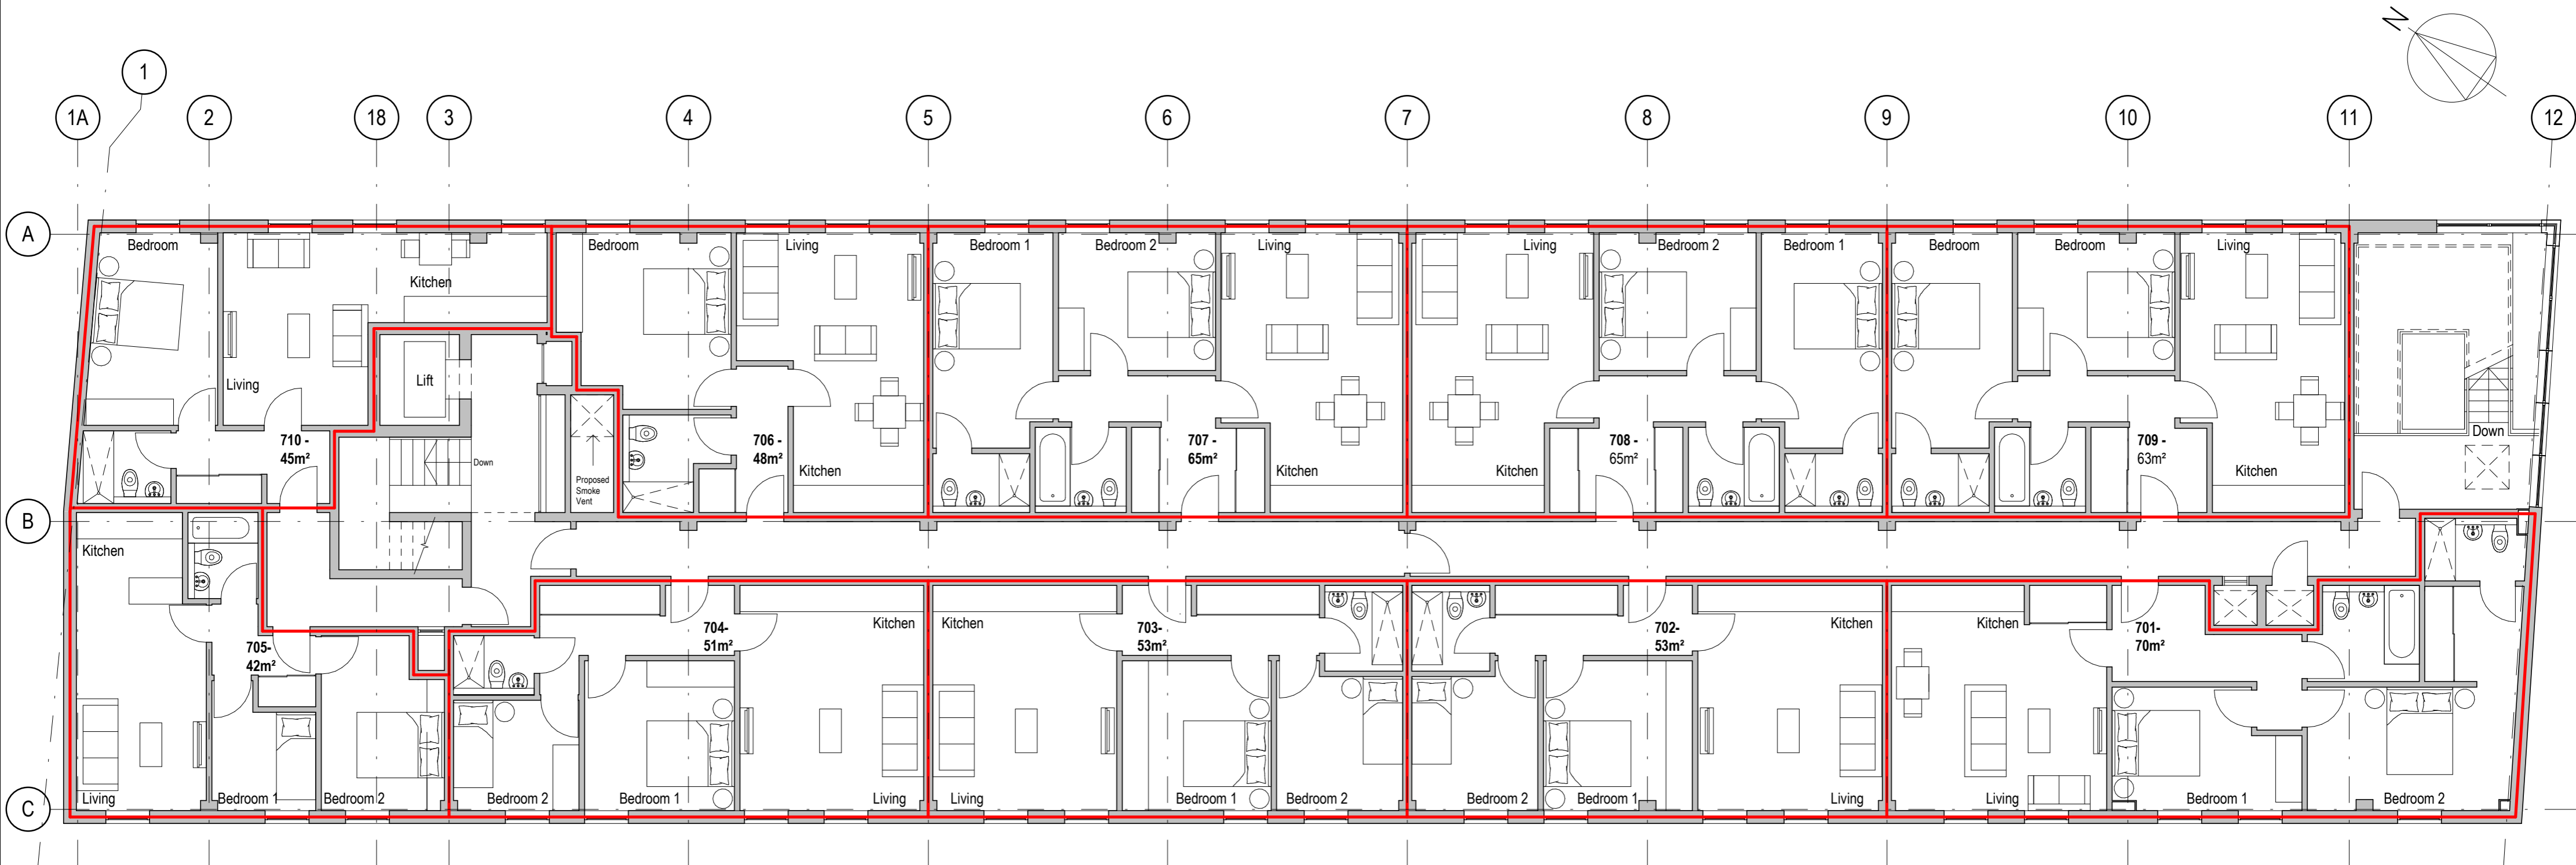 N
1
1A
2
18
3
4
5
6
7
8
9
10
11
12
A
Bedroom
Bedroom
Living
Bedroom 1
Bedroom 2
Living
Living
Bedroom 2
Bedroom 1
Bedroom
Bedroom
Living
Kitchen
Lift
Living
710 -
45m²
706 -
48m²
707 -
65m²
708 -
65m²
709 -
63m²
Down
Down
Kitchen
Kitchen
Kitchen
Kitchen
Proposed
Smoke
Vent
B
Kitchen
Kitchen
Kitchen
Kitchen
Kitchen
705-
42m²
704-
51m²
703-
53m²
702-
53m²
701-
70m²
C
Living
Bedroom 1
Bedroom 2
Bedroom 2
Bedroom 1
Living
Living
Bedroom 1
Bedroom 2
Bedroom 2
Bedroom 1
Living
Living
Bedroom 1
Bedroom 2